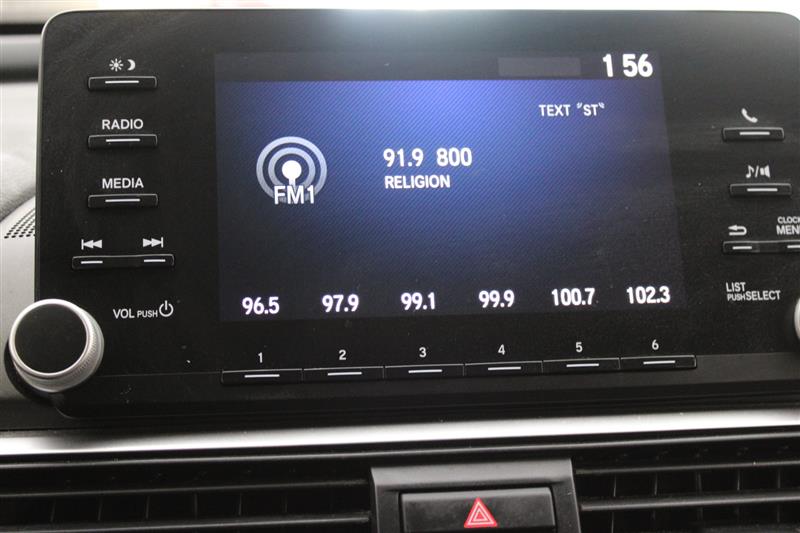 1 56
RADIO
TEXT "ST"
91.9 800
RELIGION
FM1
MEDIA
CLOCK
MENU
VOL PUSH
LIST
PUSH SELECT
96.5 97.9 99.1 99.9 100.7 102.3
1 2 3 4 5 6